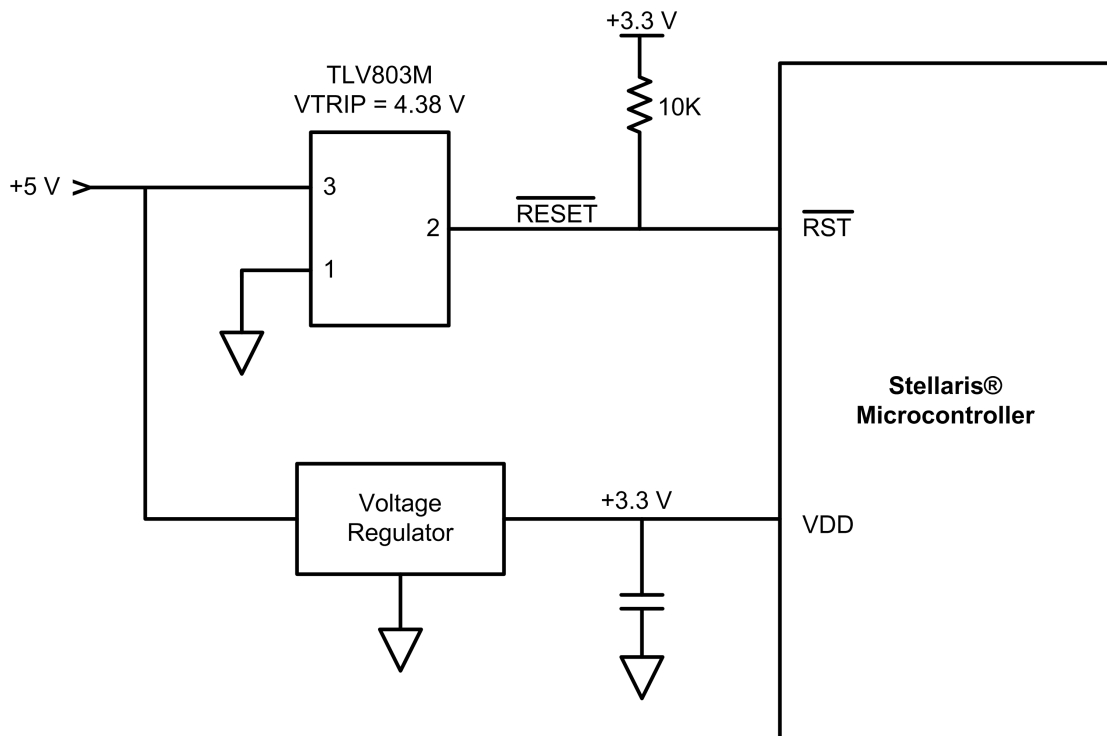 +3.3 V
TLV803M
VTRIP = 4.38 V
10K
+5 V
3
2
RESET
RST
1
Stellaris®
Microcontroller
Voltage
Regulator
+3.3 V
VDD